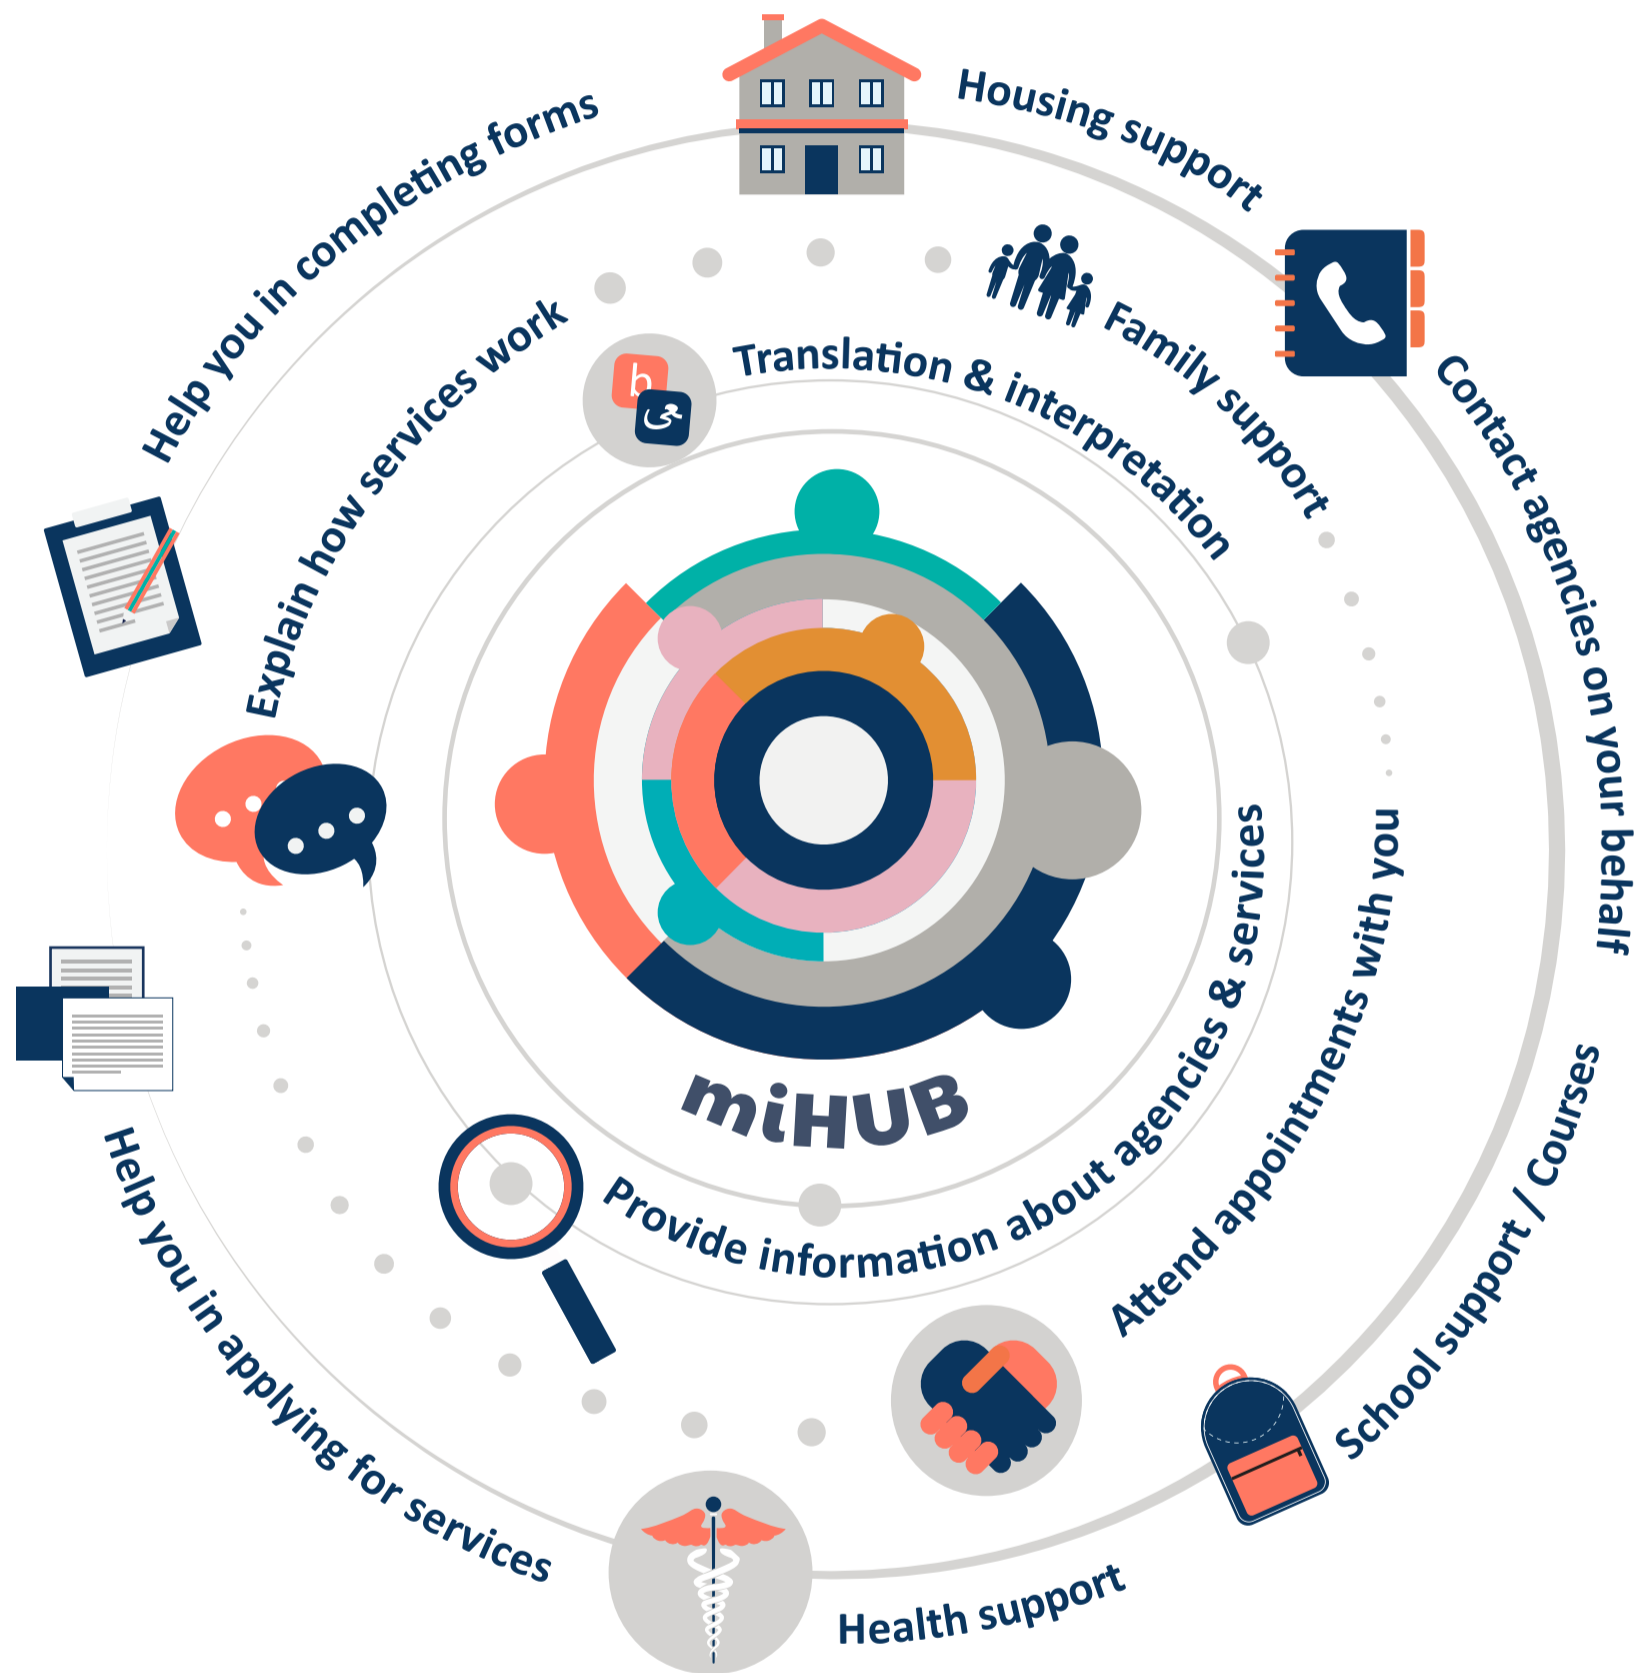 Housing support
Contact agencies on your behalf
School support / Courses
Health support
Help you in applying for services
Help you in completing forms
Family support
Attend appointments with you
Explain how services work
Translation & interpretation
Provide information about agencies & services
b
miHUB